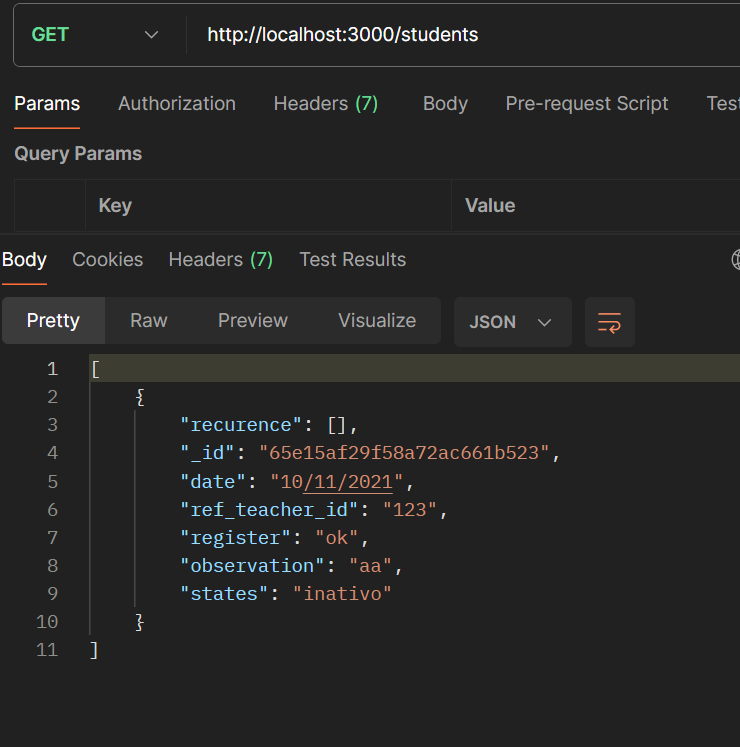 GET http://localhost:3000/students
Params Authorization Headers (7) Body Pre-request Script Test
Query Params
Key Value
Body Cookies Headers (7) Test Results
Pretty Raw Preview Visualize JSON
1 [
2 {
3 "recurence": [],
4 "_id": "65e15af29f58a72ac661b523",
5 "date": "10/11/2021",
6 "ref_teacher_id": "123",
7 "register": "ok",
8 "observation": "aa",
9 "states": "inativo"
10 }
11 ]